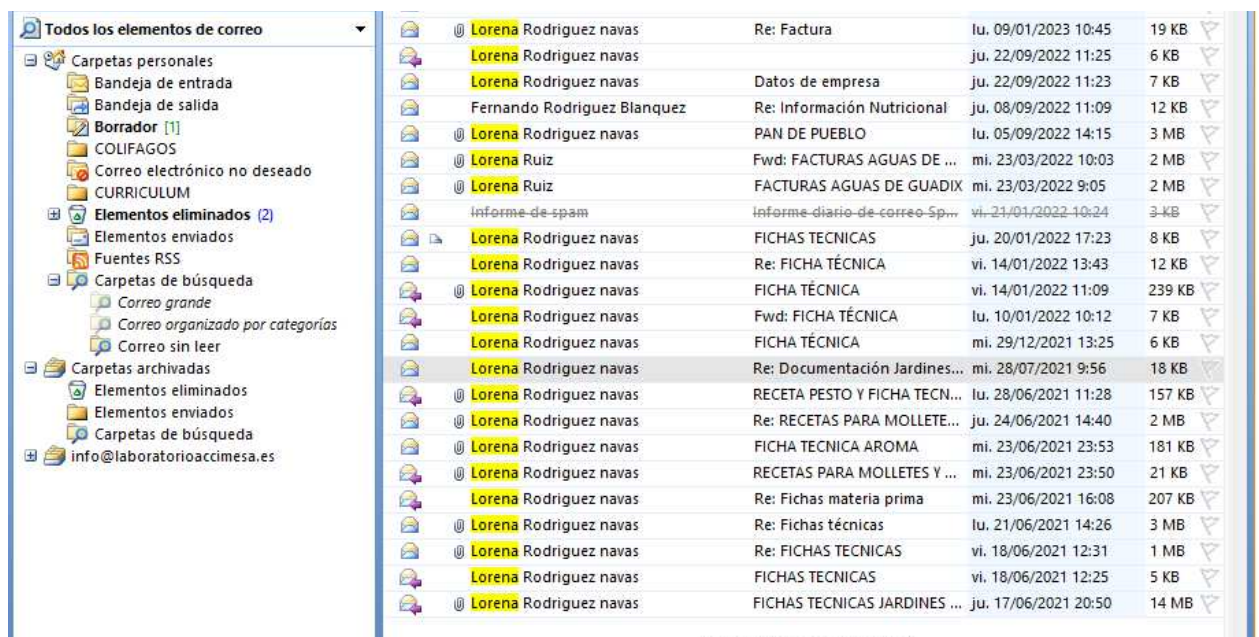 Todos los elementos de correo
Carpetas personales
Bandeja de entrada
Bandeja de salida
Borrador [1]
COLIFAGOS
Correo electrónico no deseado
CURRICULUM
Elementos eliminados (2)
Elementos enviados
Fuentes RSS
Carpetas de búsqueda
Correo grande
Correo organizado por categorías
Correo sin leer
Carpetas archivadas
Elementos eliminados
Elementos enviados
Carpetas de búsqueda
info@laboratorioaccimesa.es
Lorena Rodriguez navas Re: Factura lu. 09/01/2023 10:45 19 KB
Lorena Rodriguez navas ju. 22/09/2022 11:25 6 KB
Lorena Rodriguez navas Datos de empresa ju. 22/09/2022 11:23 7 KB
Fernando Rodriguez Blanquez Re: Información Nutricional ju. 08/09/2022 11:09 12 KB
Lorena Rodriguez navas PAN DE PUEBLO lu. 05/09/2022 14:15 3 MB
Lorena Ruiz Fwd: FACTURAS AGUAS DE ... mi. 23/03/2022 10:03 2 MB
Lorena Ruiz FACTURAS AGUAS DE GUADIX mi. 23/03/2022 9:05 2 MB
Informe de spam Informe diario de correo Sp... vi. 21/01/2022 10:24 3 KB
Lorena Rodriguez navas FICHAS TECNICAS ju. 20/01/2022 17:23 8 KB
Lorena Rodriguez navas Re: FICHA TÉCNICA vi. 14/01/2022 13:43 12 KB
Lorena Rodriguez navas FICHA TÉCNICA vi. 14/01/2022 11:09 239 KB
Lorena Rodriguez navas Fwd: FICHA TÉCNICA lu. 10/01/2022 10:12 7 KB
Lorena Rodriguez navas FICHA TÉCNICA mi. 29/12/2021 13:25 6 KB
Lorena Rodriguez navas Re: Documentación Jardines... mi. 28/07/2021 9:56 18 KB
Lorena Rodriguez navas RECETA PESTO Y FICHA TECN... lu. 28/06/2021 11:28 157 KB
Lorena Rodriguez navas Re: RECETAS PARA MOLLETE... ju. 24/06/2021 14:40 2 MB
Lorena Rodriguez navas FICHA TECNICA AROMA mi. 23/06/2021 23:53 181 KB
Lorena Rodriguez navas RECETAS PARA MOLLETES Y ... mi. 23/06/2021 23:50 21 KB
Lorena Rodriguez navas Re: Fichas materia prima mi. 23/06/2021 16:08 207 KB
Lorena Rodriguez navas Re: Fichas técnicas lu. 21/06/2021 14:26 3 MB
Lorena Rodriguez navas Re: FICHAS TECNICAS vi. 18/06/2021 12:31 1 MB
Lorena Rodriguez navas FICHAS TECNICAS vi. 18/06/2021 12:25 5 KB
Lorena Rodriguez navas FICHAS TECNICAS JARDINES ... ju. 17/06/2021 20:50 14 MB